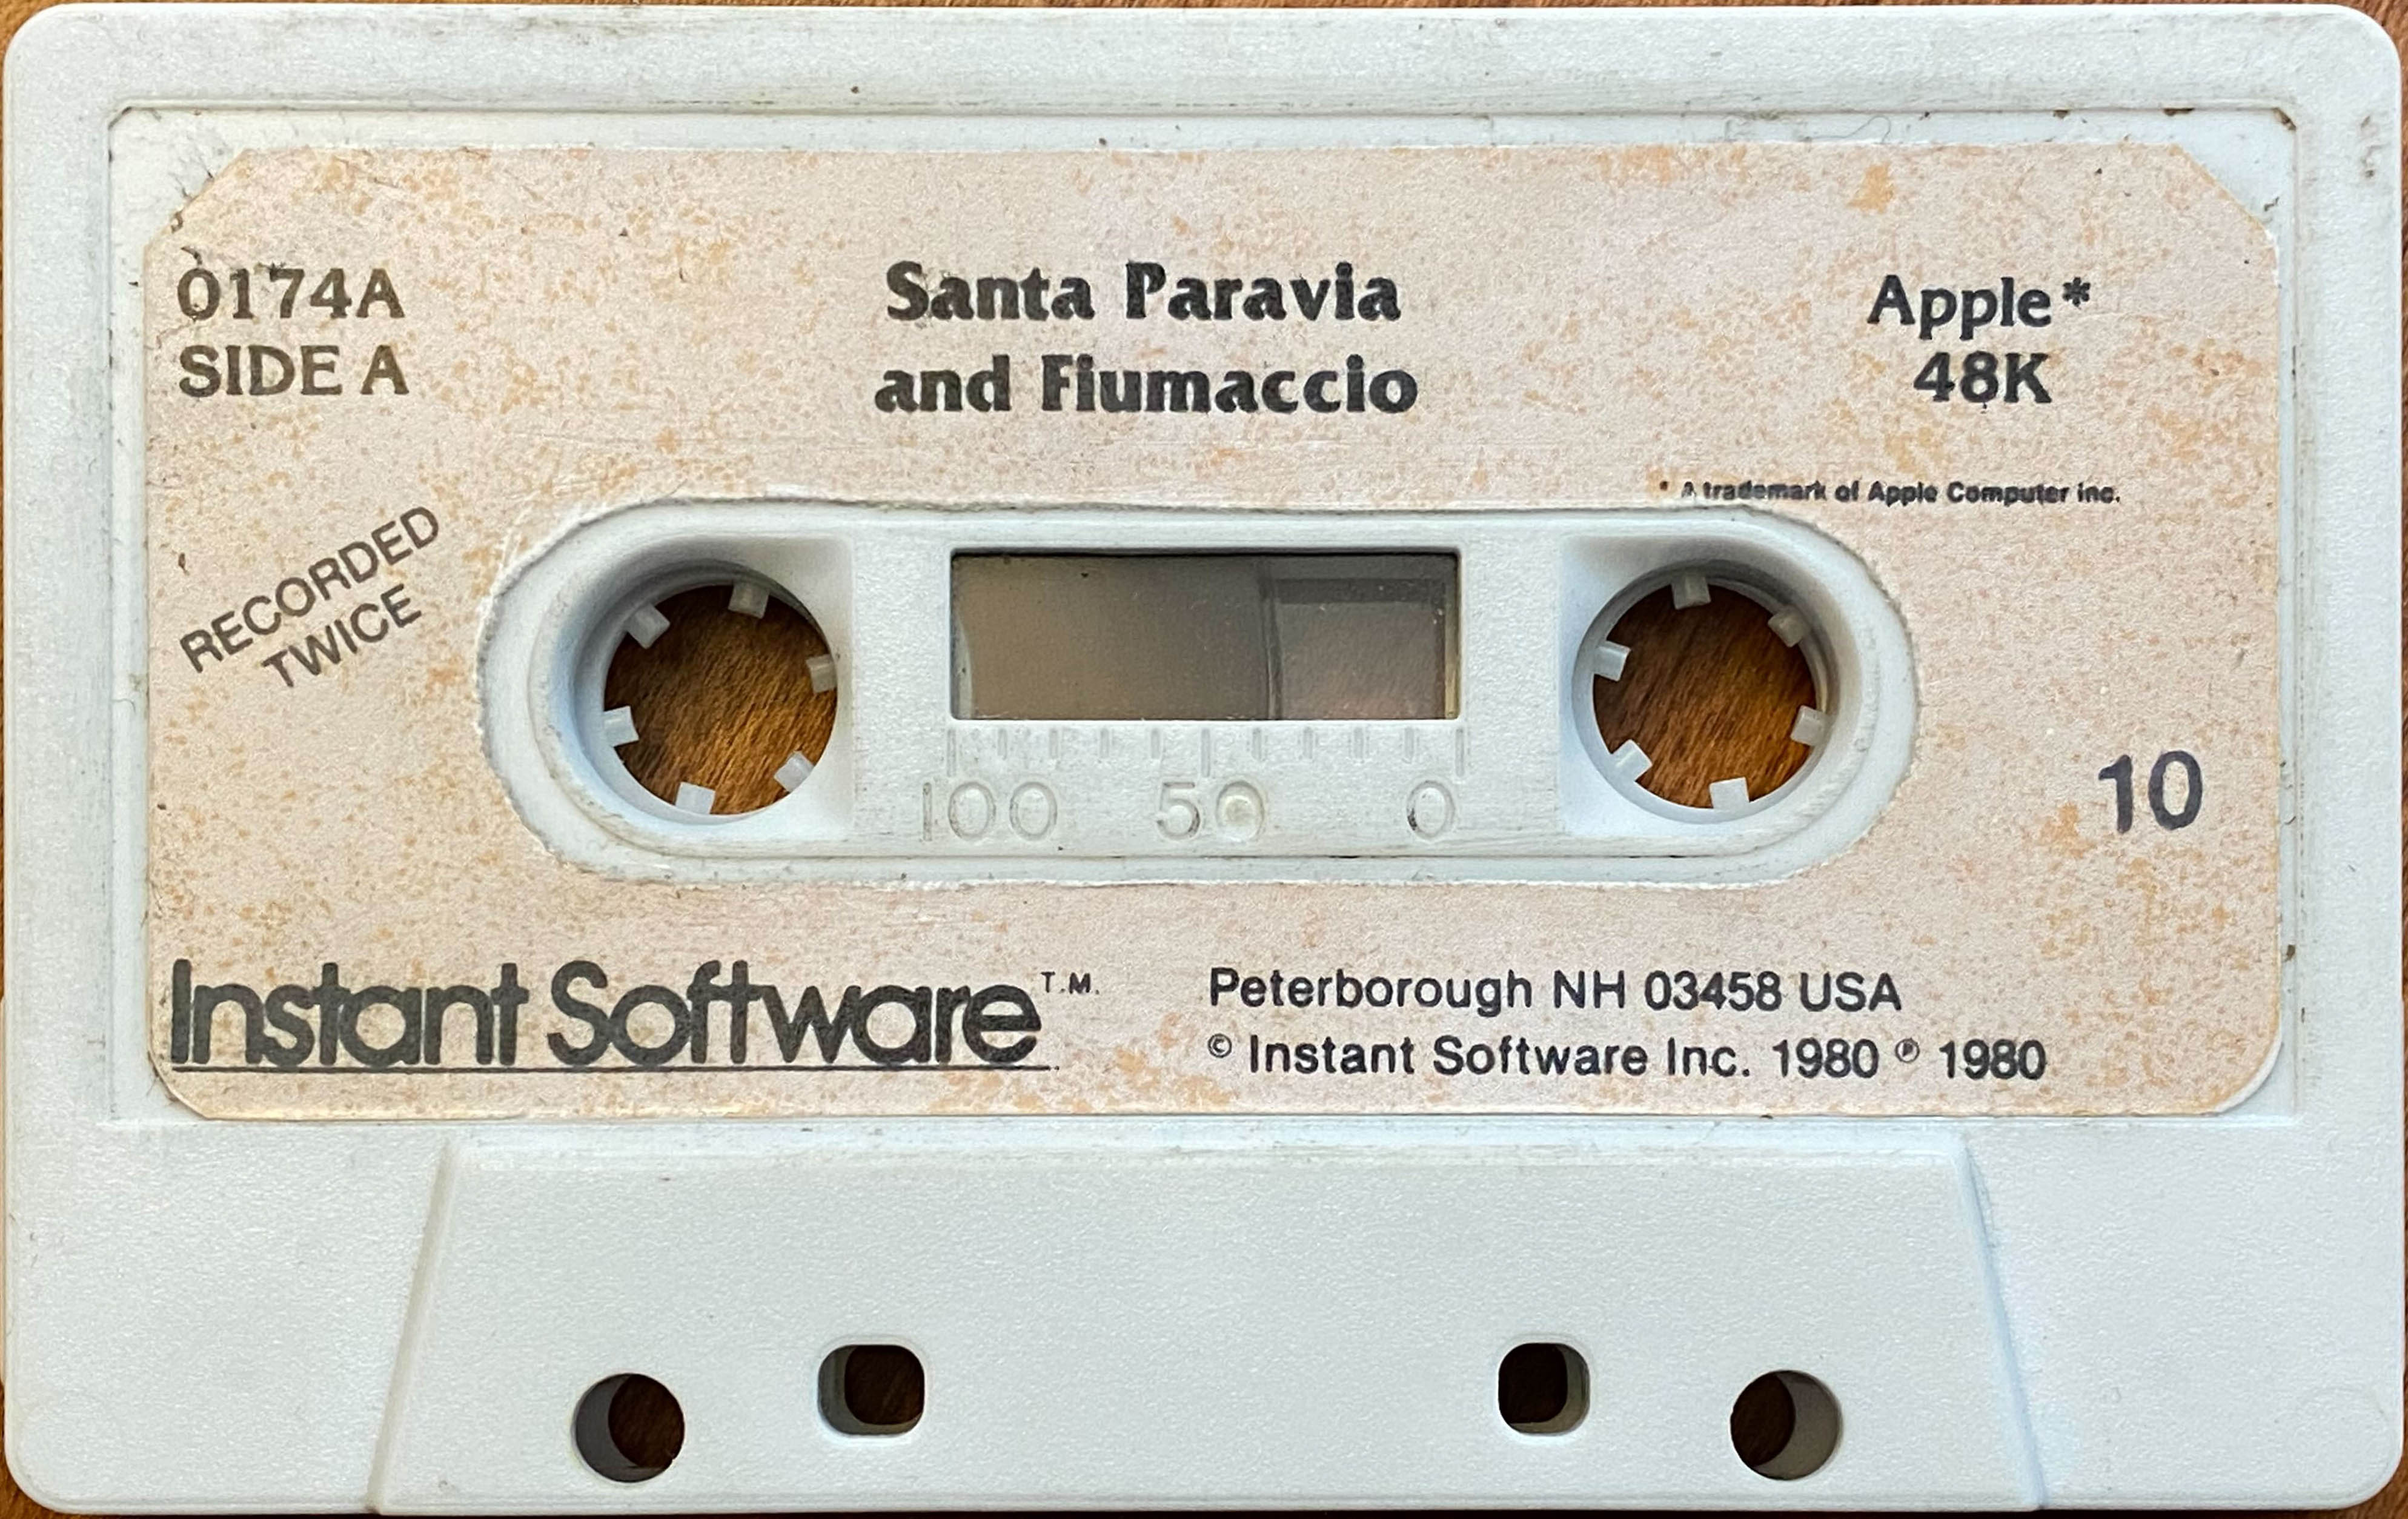 0174A
SIDE A
Santa Paravia
and Fiumaccio
Apple*
48K
* A trademark of Apple Computer Inc.
RECORDED
TWICE
100 50 0
10
Instant Software T.M.
Peterborough NH 03458 USA
© Instant Software Inc. 1980 ℗ 1980